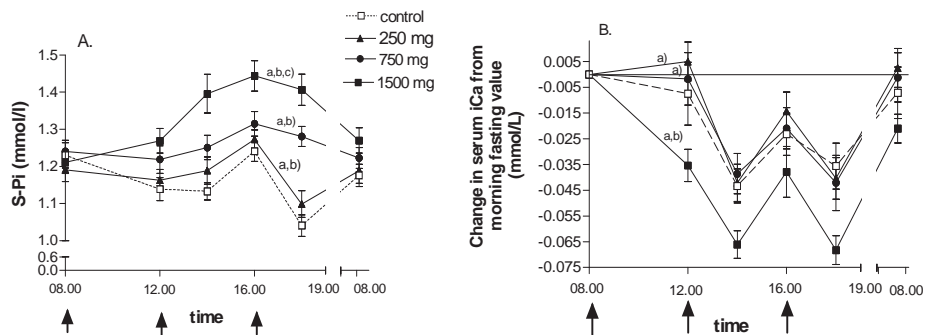 A.
S-Pi (mmol/l)
1.5
1.4
1.3
1.2
1.1
1.0
0.6
0.0
08.00 12.00 16.00 19.00 08.00
time
a,b,c)
a,b)
a,b)
control
250 mg
750 mg
1500 mg
B.
Change in serum iCa from
morning fasting value
(mmol/L)
0.005
-0.005
-0.015
-0.025
-0.035
-0.045
-0.055
-0.065
-0.075
a)
a)
a,b)
08.00 12.00 16.00 19.00 08.00
time